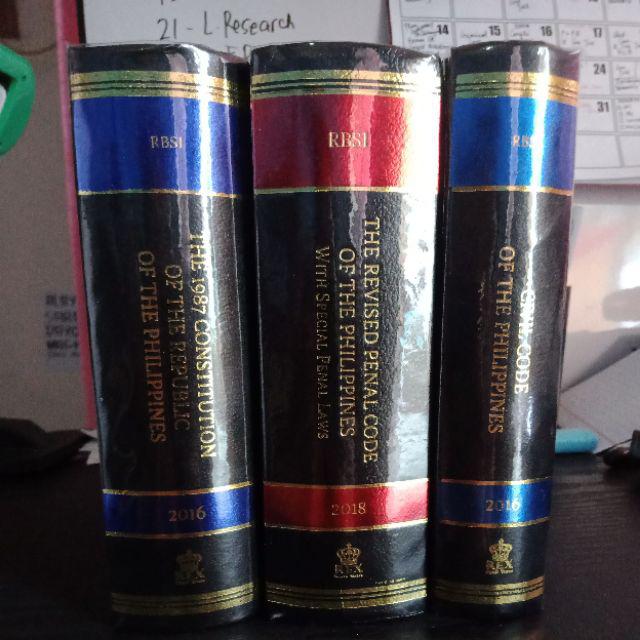 21 - L. Research
14
15
16
24
31
RBSI
THE 1987 CONSTITUTION
OF THE REPUBLIC
OF THE PHILIPPINES
2016
RBSI
THE REVISED PENAL CODE
OF THE PHILIPPINES
WITH SPECIAL PENAL LAWS
2018
RBSI
CODE
OF THE PHILIPPINES
2016